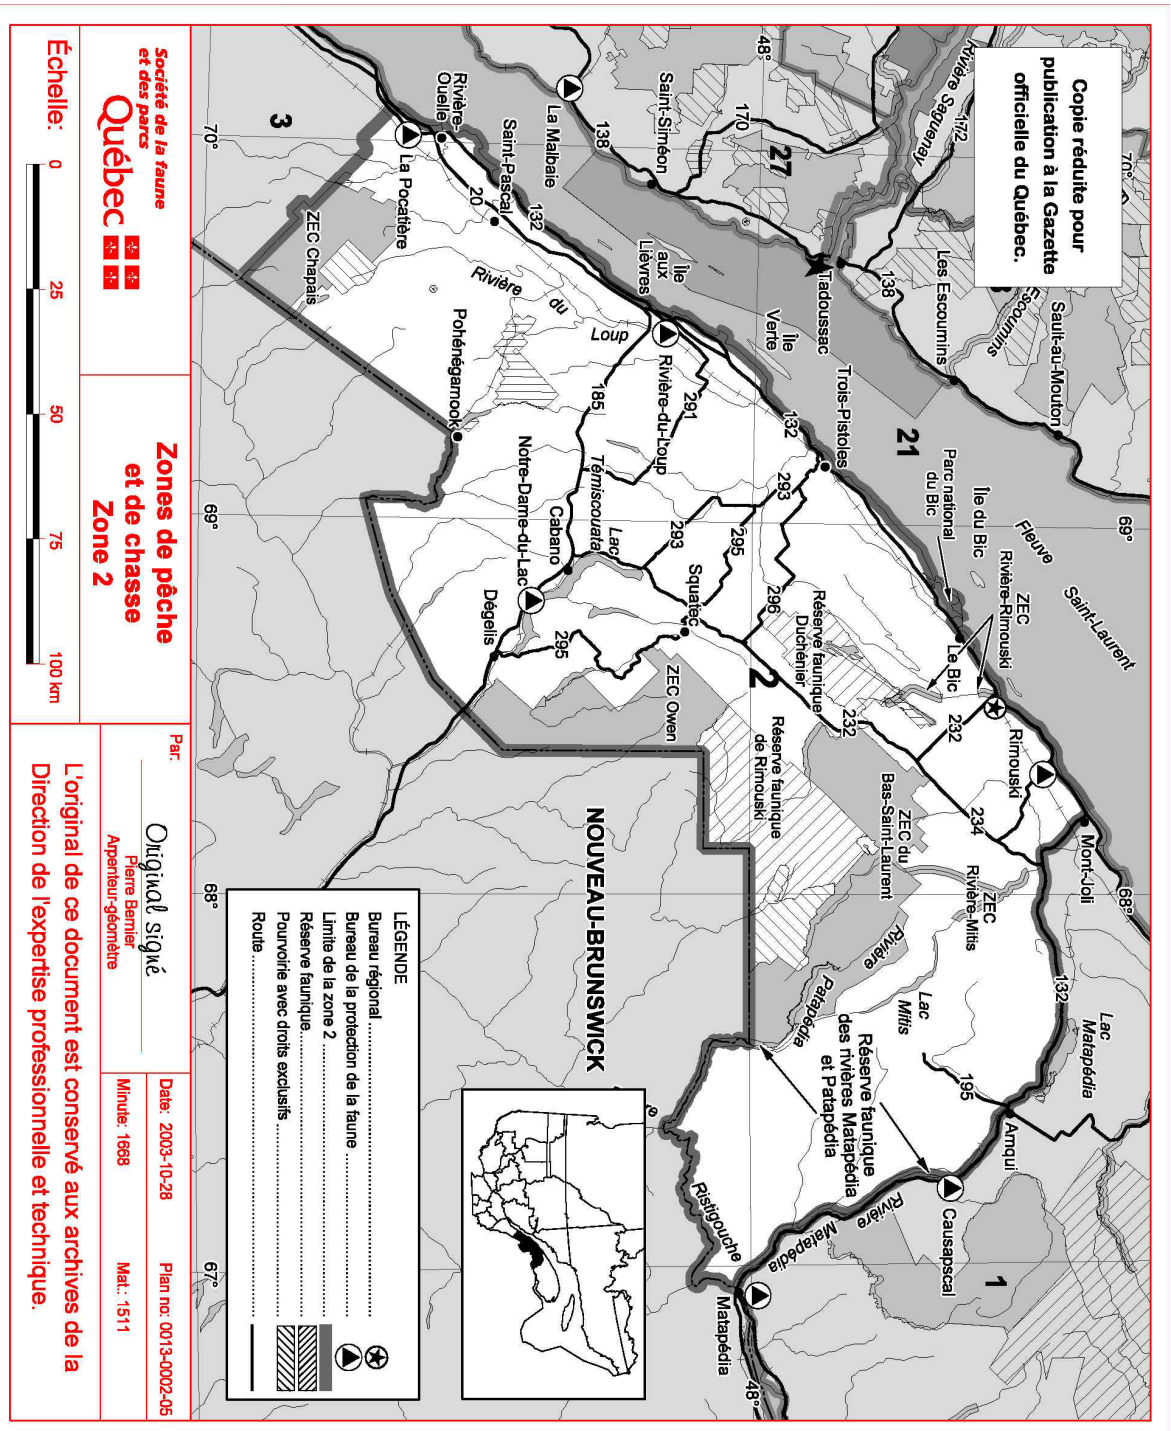 Copie réduite pour
publication à la Gazette
officielle du Québec.
Rivière Saguenay
172
70°
48°
170
27
Saint-Siméon
138
La Malbaie
Tadoussac
138
Les Escoumins
Escoumins
Sault-au-Mouton
Rivière-
Ouelle
Saint-Pascal
132
20
La Pocatière
70°
3
ZEC Chapais
Île
aux
Lièvres
Île
Verte
Rivière
du
Loup
Rivière-du-Loup
Pohénégamook
185
291
132
Trois-Pistoles
21
Parc national
du Bic
Île du Bic
Fleuve
Saint-Laurent
69°
ZEC
Rivière-Rimouski
Le Bic
293
293
295
296
Notre-Dame-du-Lac
Cabano
Lac
Témiscouata
Squatec
Dégelis
295
69°
Réserve faunique
Duchénier
2
ZEC Owen
232
232
Rimouski
234
Mont-Joli
68°
Réserve faunique
de Rimouski
ZEC du
Bas-Saint-Laurent
ZEC
Rivière-Mitis
132
Rivière
Patapédia
Lac
Mitis
Lac
Matapédia
195
Amqui
Réserve faunique
des rivières Matapédia
et Patapédia
Causapscal
Rivière
Matapédia
Ristigouche
Matapédia
1
48°
NOUVEAU-BRUNSWICK
68°
67°
LÉGENDE
Bureau régional
Bureau de la protection de la faune
Limite de la zone 2
Réserve faunique
Pourvoirie avec droits exclusifs
Route
Société de la faune
et des parcs
Québec
Échelle:
0 25 50 75 100 km
Zones de pêche
et de chasse
Zone 2
Par:
Original signé
Pierre Bernier
Arpenteur-géomètre
Date: 2003-10-28
Plan no: 0013-0002-05
Minute: 1668
Mat.: 1511
L'original de ce document est conservé aux archives de la
Direction de l'expertise professionnelle et technique.